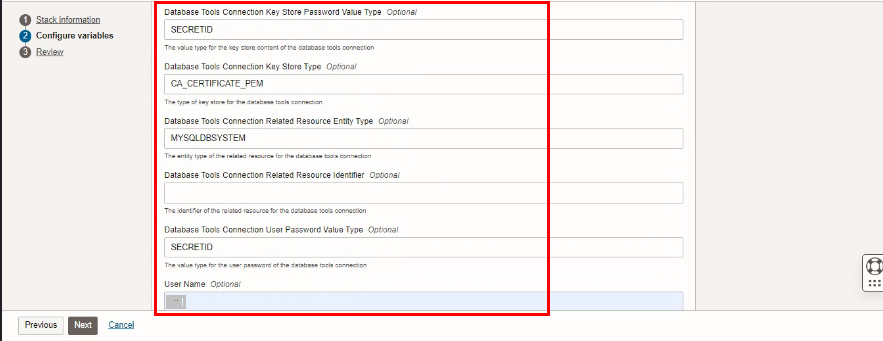 1 Stack information
2 Configure variables
3 Review
Database Tools Connection Key Store Password Value Type Optional
SECRETID
The value type for the key store content of the database tools connection
Database Tools Connection Key Store Type Optional
CA_CERTIFICATE_PEM
The type of key store for the database tools connection
Database Tools Connection Related Resource Entity Type Optional
MYSQLDBSYSTEM
The entity type of the related resource for the database tools connection
Database Tools Connection Related Resource Identifier Optional
The identifier of the related resource for the database tools connection
Database Tools Connection User Password Value Type Optional
SECRETID
The value type for the user password of the database tools connection
User Name Optional
Previous Next Cancel